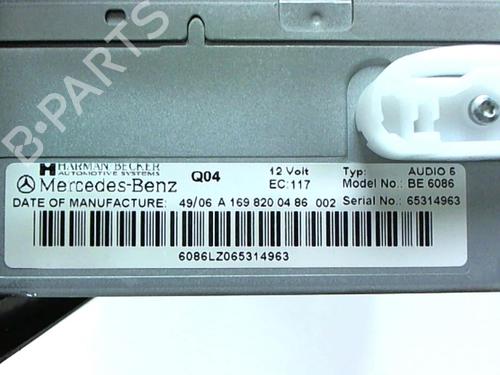 B-PARTS
HARMAN BECKER
AUTOMOTIVE SYSTEMS
Mercedes-Benz
Q04
12 Volt
EC:117
Typ: AUDIO 5
Model No.: BE 6086
DATE OF MANUFACTURE: 49/06 A 169 820 04 86 002 Serial No.: 65314963
6086LZ065314963